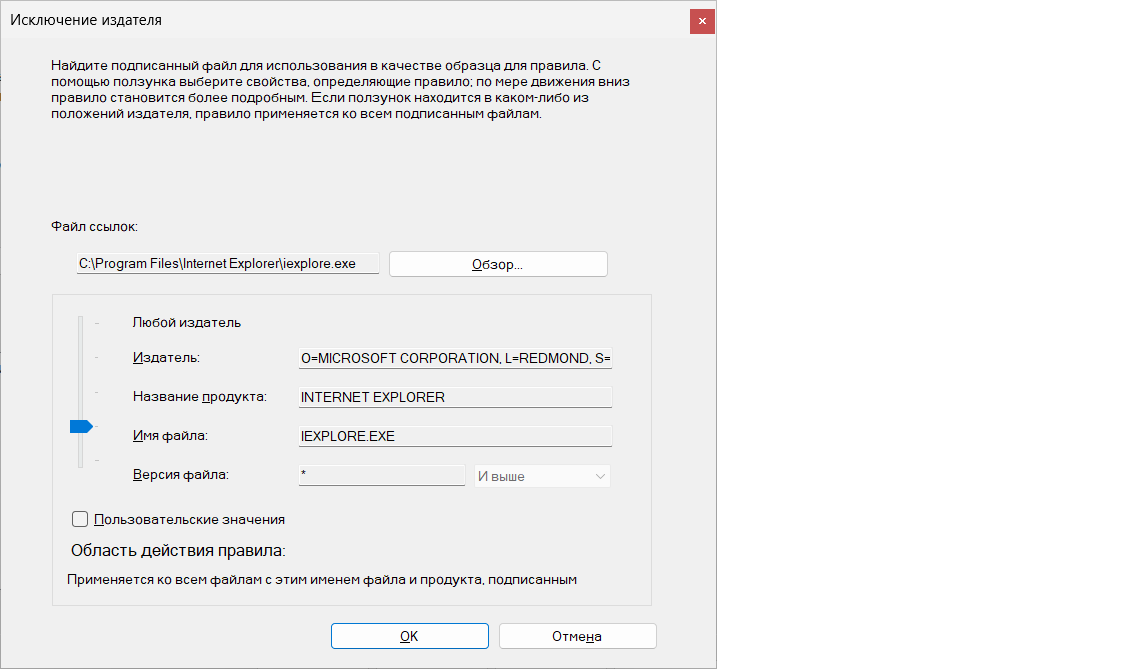 Исключение издателя
Найдите подписанный файл для использования в качестве образца для правила. С
помощью ползунка выберите свойства, определяющие правило; по мере движения вниз
правило становится более подробным. Если ползунок находится в каком-либо из
положений издателя, правило применяется ко всем подписанным файлам.
Файл ссылок:
C:\Program Files\Internet Explorer\iexplore.exe Обзор...
Любой издатель
Издатель: O=MICROSOFT CORPORATION, L=REDMOND, S=
Название продукта: INTERNET EXPLORER
Имя файла: IEXPLORE.EXE
Версия файла: * И выше
Пользовательские значения
Область действия правила:
Применяется ко всем файлам с этим именем файла и продукта, подписанным
OK Отмена